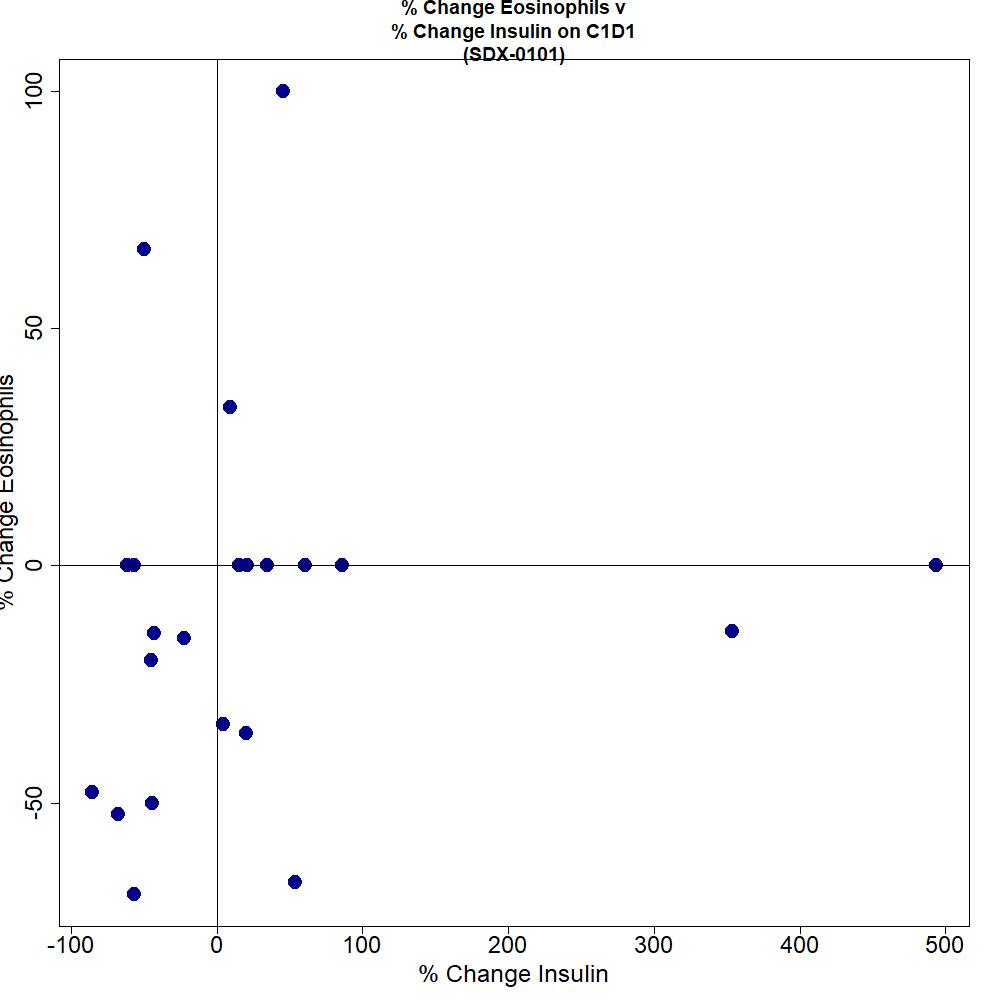 % Change Eosinophils v
% Change Insulin on C1D1
(SDX-0101)
100
50
0
-50
% Change Eosinophils
-100
0
100
200
300
400
500
% Change Insulin